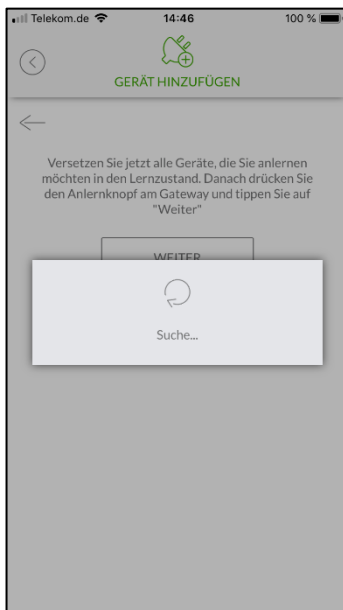 Telekom.de 14:46 100 %
GERÄT HINZUFÜGEN
Versetzen Sie jetzt alle Geräte, die Sie anlernen
möchten in den Lernzustand. Danach drücken Sie
den Anlernknopf am Gateway und tippen Sie auf
"Weiter"
WEITER
Suche...